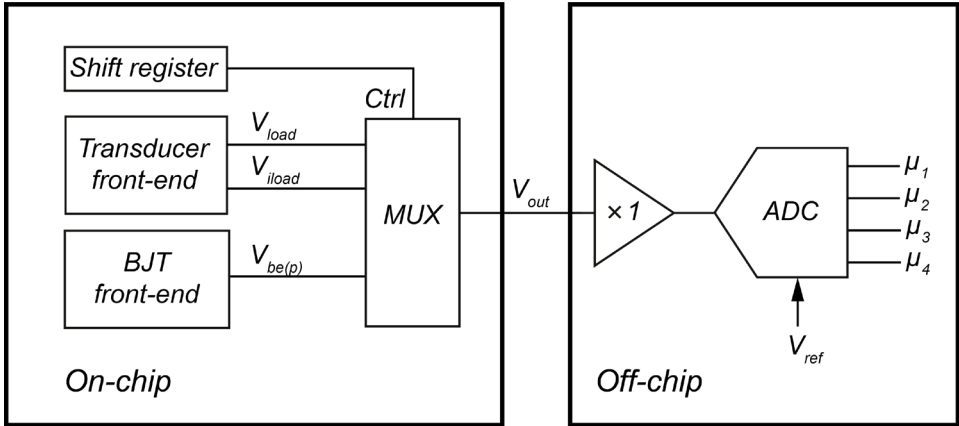 Shift register
Ctrl
Transducer
front-end
V_load
V_iload
BJT
front-end
V_be(p)
MUX
On-chip
V_out
× 1
ADC
μ_1
μ_2
μ_3
μ_4
V_ref
Off-chip